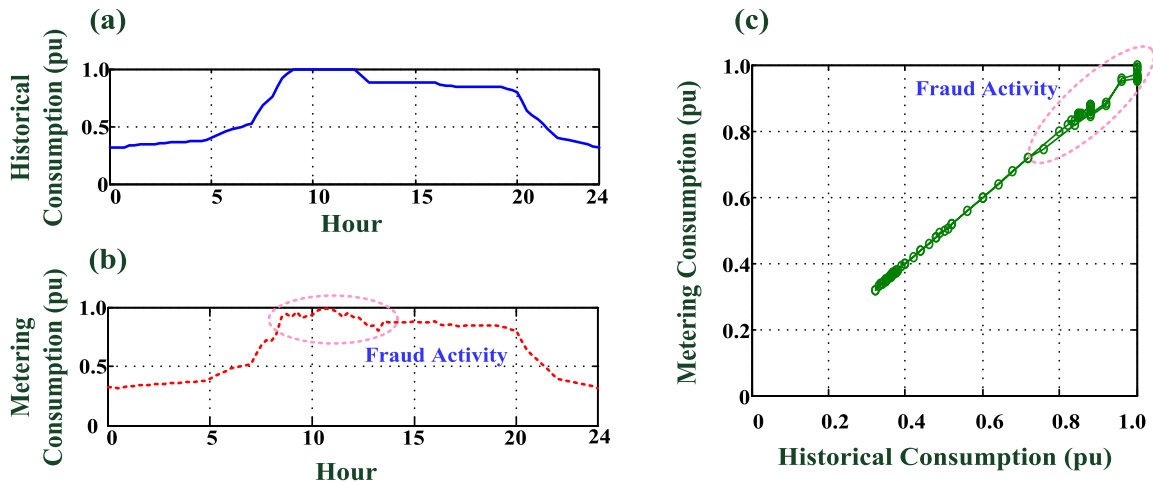 (a)
Historical
Consumption (pu)
1.0
0.5
0
0 5 10 15 20 24
Hour
(b)
Metering
Consumption (pu)
1.0
0.5
0
Fraud Activity
0 5 10 15 20 24
Hour
(c)
Metering Consumption (pu)
1.0
0.8
0.6
0.4
0.2
0
Fraud Activity
0 0.2 0.4 0.6 0.8 1.0
Historical Consumption (pu)